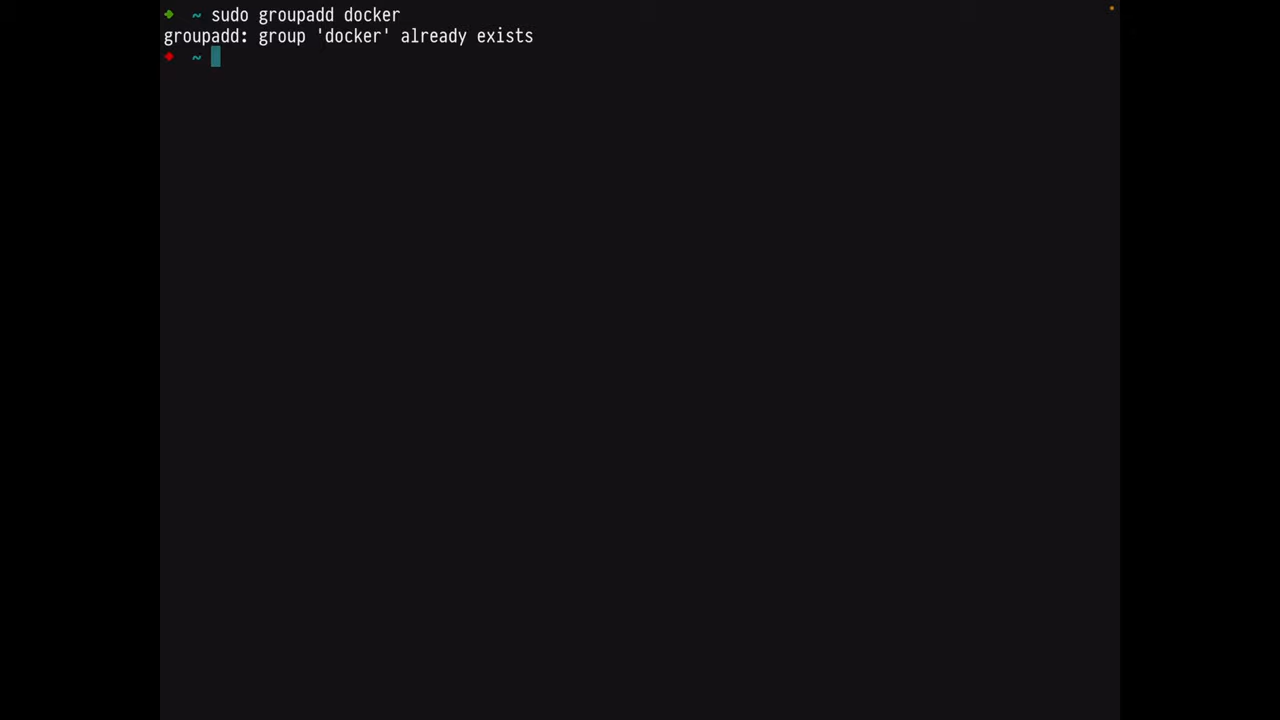 ➜ ~ sudo groupadd docker
groupadd: group 'docker' already exists
➜ ~